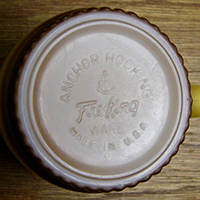 ANCHOR HOCKING
Fire-King
WARE
MADE IN U.S.A.